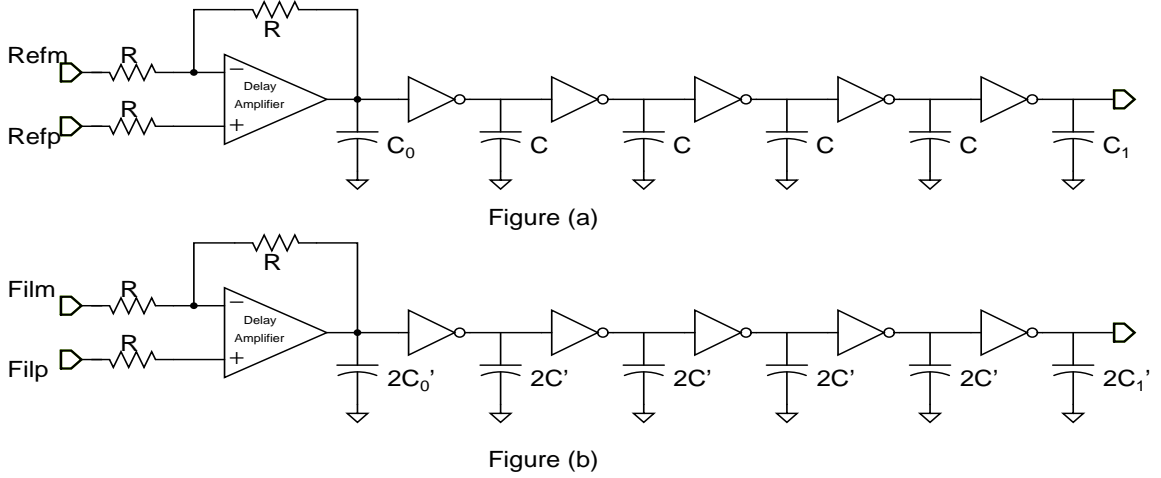 R
Refm
R
Delay
Amplifier
−
+
R
Refp
C₀
C
C
C
C
C₁
Figure (a)
R
Film
R
Delay
Amplifier
−
+
R
Filp
2C₀’
2C’
2C’
2C’
2C’
2C₁’
Figure (b)